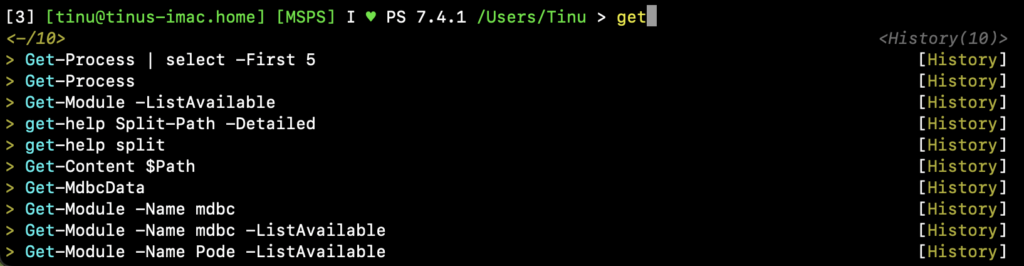 [3] [tinu@tinus-imac.home] [MSPS] I ♥ PS 7.4.1 /Users/Tinu > get
<-/10> <History(10)>
> Get-Process | select -First 5 [History]
> Get-Process [History]
> Get-Module -ListAvailable [History]
> get-help Split-Path -Detailed [History]
> get-help split [History]
> Get-Content $Path [History]
> Get-MdbcData [History]
> Get-Module -Name mdbc [History]
> Get-Module -Name mdbc -ListAvailable [History]
> Get-Module -Name Pode -ListAvailable [History]